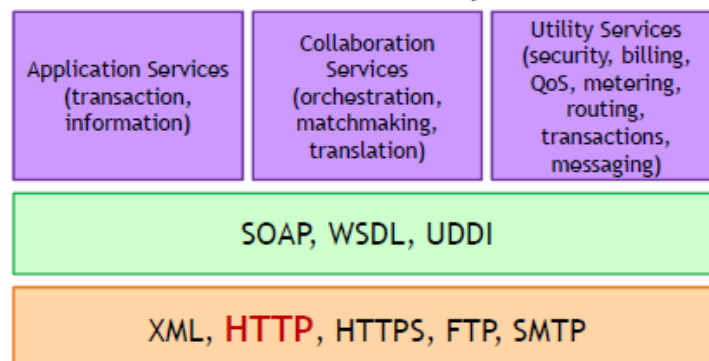 Application Services
(transaction,
information)
Collaboration
Services
(orchestration,
matchmaking,
translation)
Utility Services
(security, billing,
QoS, metering,
routing,
transactions,
messaging)
SOAP, WSDL, UDDI
XML, HTTP, HTTPS, FTP, SMTP